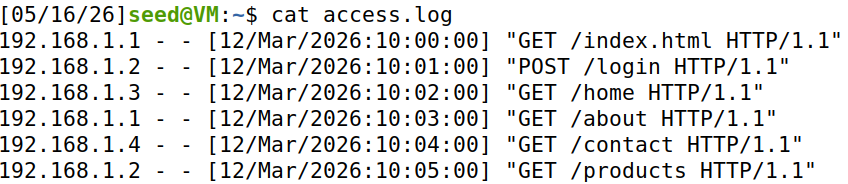 [05/16/26]seed@VM:~$ cat access.log
192.168.1.1 - - [12/Mar/2026:10:00:00] "GET /index.html HTTP/1.1"
192.168.1.2 - - [12/Mar/2026:10:01:00] "POST /login HTTP/1.1"
192.168.1.3 - - [12/Mar/2026:10:02:00] "GET /home HTTP/1.1"
192.168.1.1 - - [12/Mar/2026:10:03:00] "GET /about HTTP/1.1"
192.168.1.4 - - [12/Mar/2026:10:04:00] "GET /contact HTTP/1.1"
192.168.1.2 - - [12/Mar/2026:10:05:00] "GET /products HTTP/1.1"